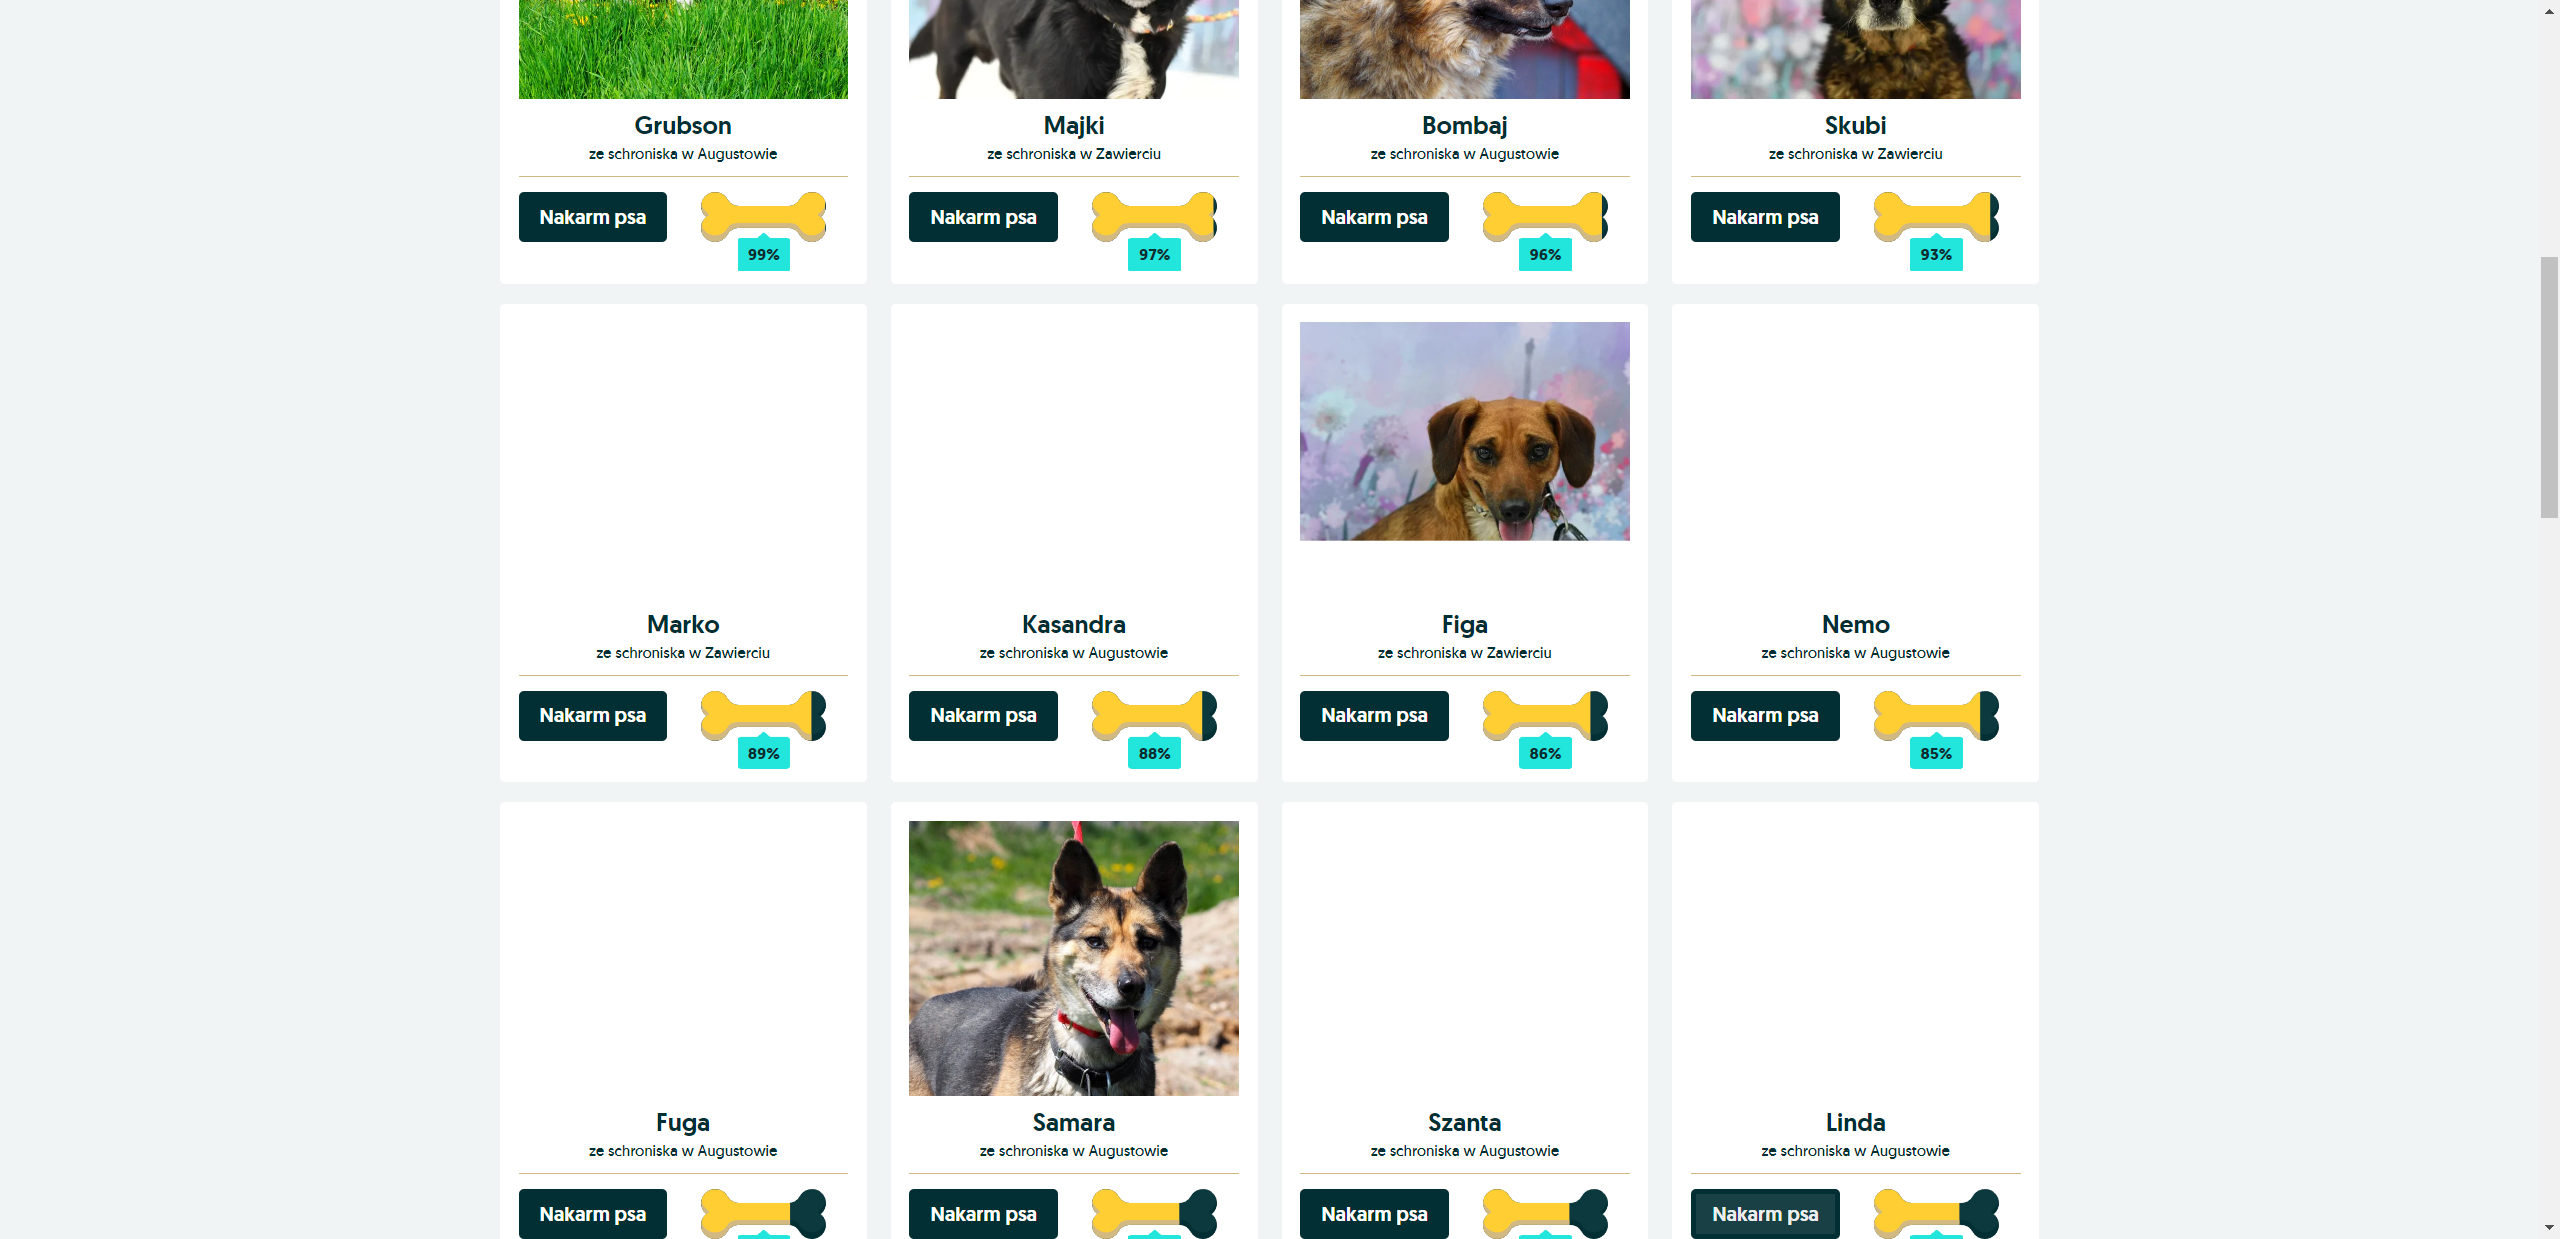 Grubson
ze schroniska w Augustowie
Nakarm psa
99%
Majki
ze schroniska w Zawierciu
Nakarm psa
97%
Bombaj
ze schroniska w Augustowie
Nakarm psa
96%
Skubi
ze schroniska w Zawierciu
Nakarm psa
93%
Marko
ze schroniska w Zawierciu
Nakarm psa
89%
Kasandra
ze schroniska w Augustowie
Nakarm psa
88%
Figa
ze schroniska w Zawierciu
Nakarm psa
86%
Nemo
ze schroniska w Augustowie
Nakarm psa
85%
Fuga
ze schroniska w Augustowie
Nakarm psa
Samara
ze schroniska w Augustowie
Nakarm psa
Szanta
ze schroniska w Augustowie
Nakarm psa
Linda
ze schroniska w Augustowie
Nakarm psa